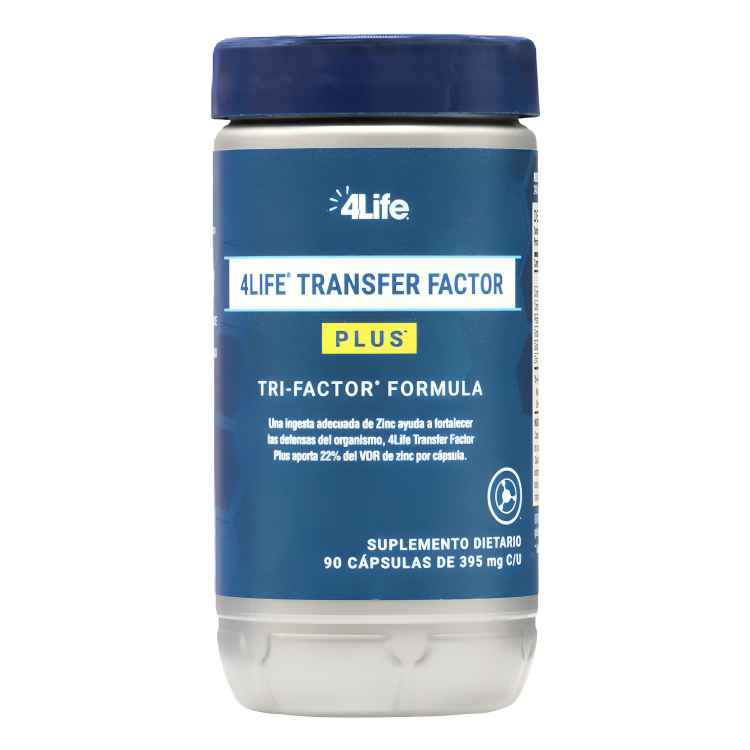 4Life
4LIFE® TRANSFER FACTOR
PLUS™
TRI-FACTOR® FORMULA
Una ingesta adecuada de Zinc ayuda a fortalecer
las defensas del organismo, 4Life Transfer Factor
Plus aporta 22% del VDR de zinc por cápsula.
SUPLEMENTO DIETARIO
90 CÁPSULAS DE 395 mg C/U